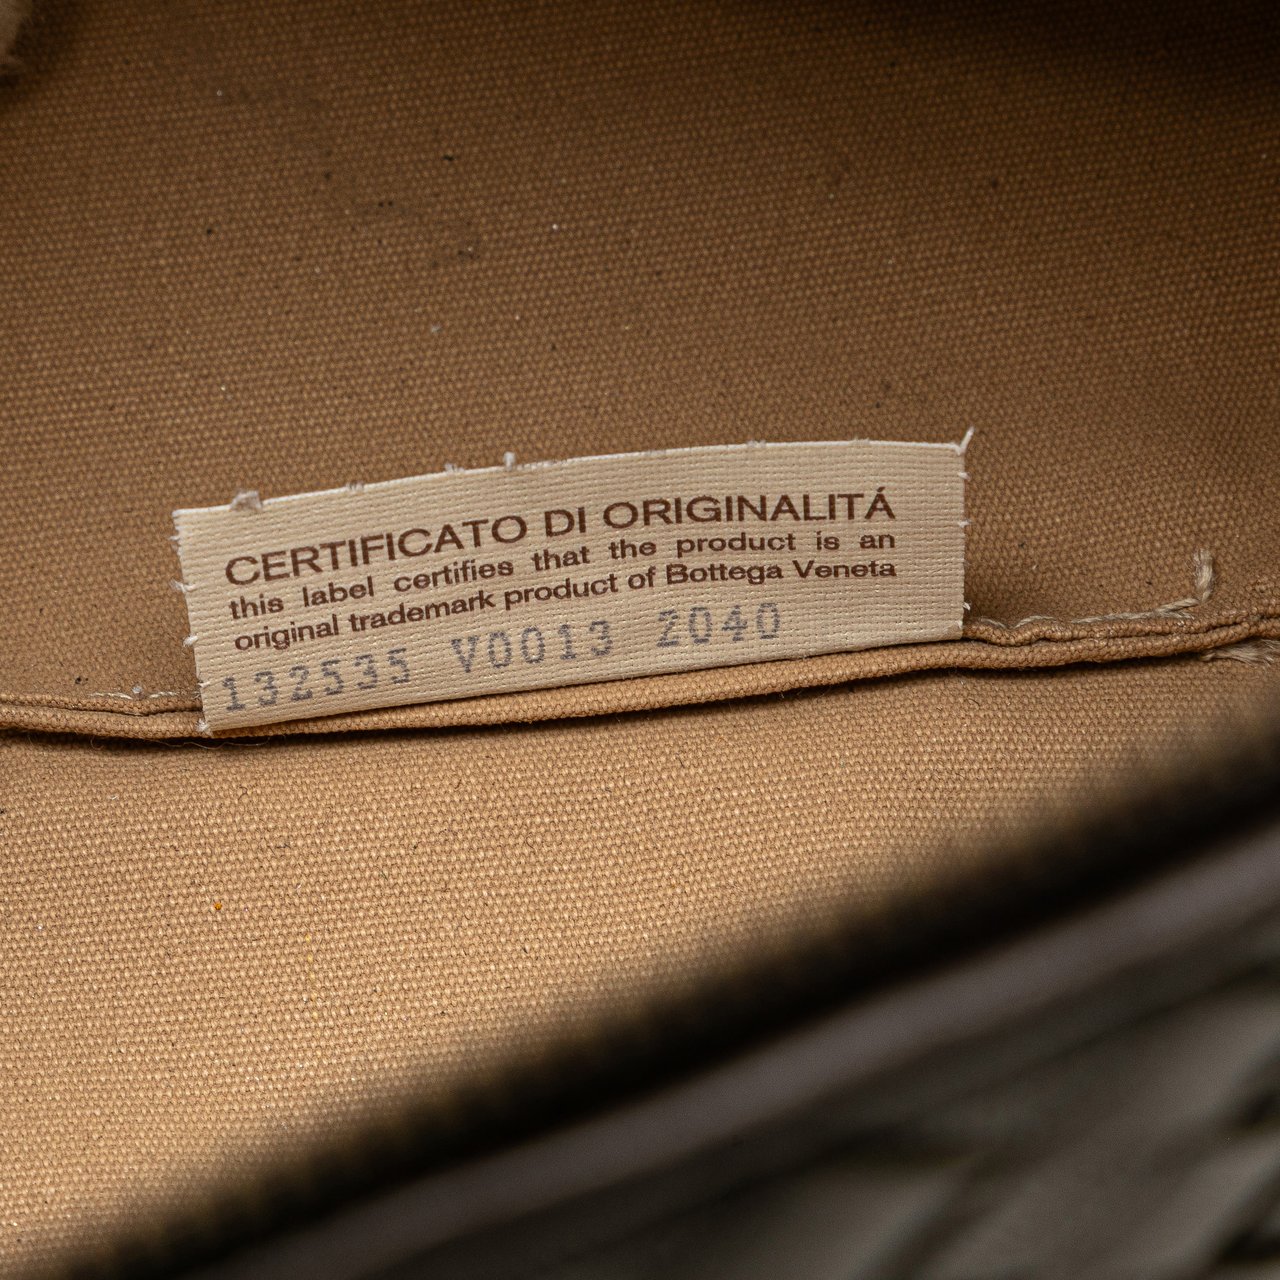 CERTIFICATO DI ORIGINALITÁ
this label certifies that the product is an
original trademark product of Bottega Veneta
132535 V0013 2040